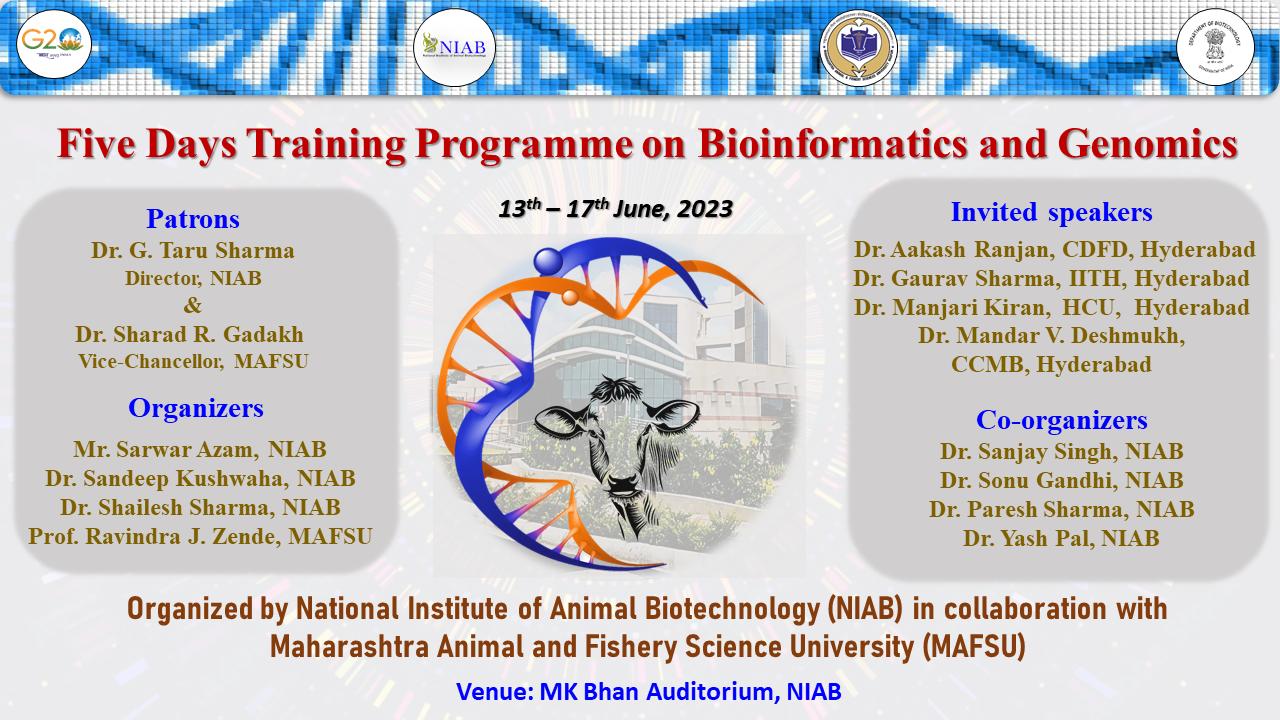 G20
NIAB
National Institute of Animal Biotechnology
DEPARTMENT OF BIOTECHNOLOGY
GOVERNMENT OF INDIA
Five Days Training Programme on Bioinformatics and Genomics
13th – 17th June, 2023
Patrons
Dr. G. Taru Sharma
Director, NIAB
&
Dr. Sharad R. Gadakh
Vice-Chancellor, MAFSU
Organizers
Mr. Sarwar Azam, NIAB
Dr. Sandeep Kushwaha, NIAB
Dr. Shailesh Sharma, NIAB
Prof. Ravindra J. Zende, MAFSU
Invited speakers
Dr. Aakash Ranjan, CDFD, Hyderabad
Dr. Gaurav Sharma, IITH, Hyderabad
Dr. Manjari Kiran, HCU, Hyderabad
Dr. Mandar V. Deshmukh,
CCMB, Hyderabad
Co-organizers
Dr. Sanjay Singh, NIAB
Dr. Sonu Gandhi, NIAB
Dr. Paresh Sharma, NIAB
Dr. Yash Pal, NIAB
Organized by National Institute of Animal Biotechnology (NIAB) in collaboration with
Maharashtra Animal and Fishery Science University (MAFSU)
Venue: MK Bhan Auditorium, NIAB